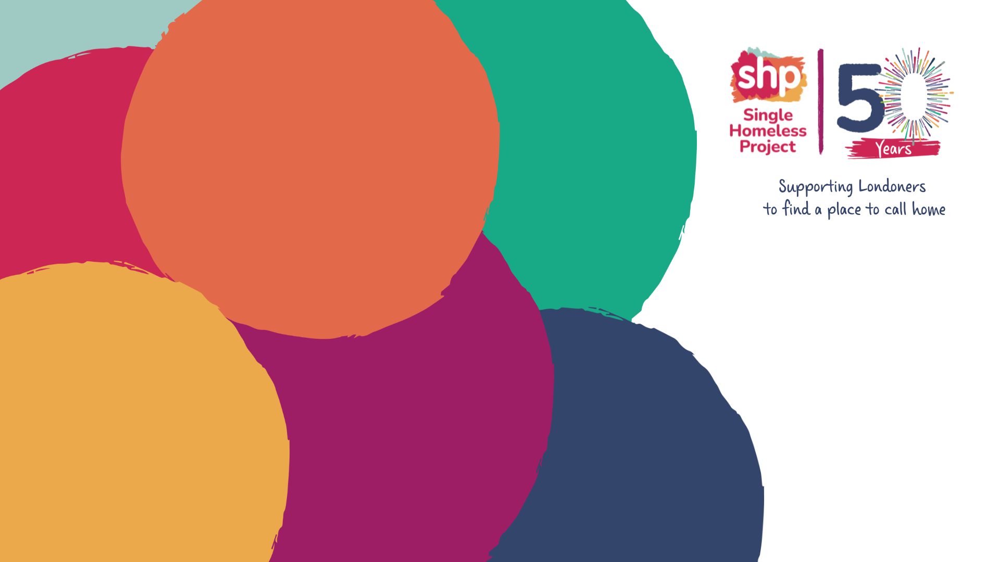 shp
Single
Homeless
Project
50
Years
Supporting Londoners
to find a place to call home